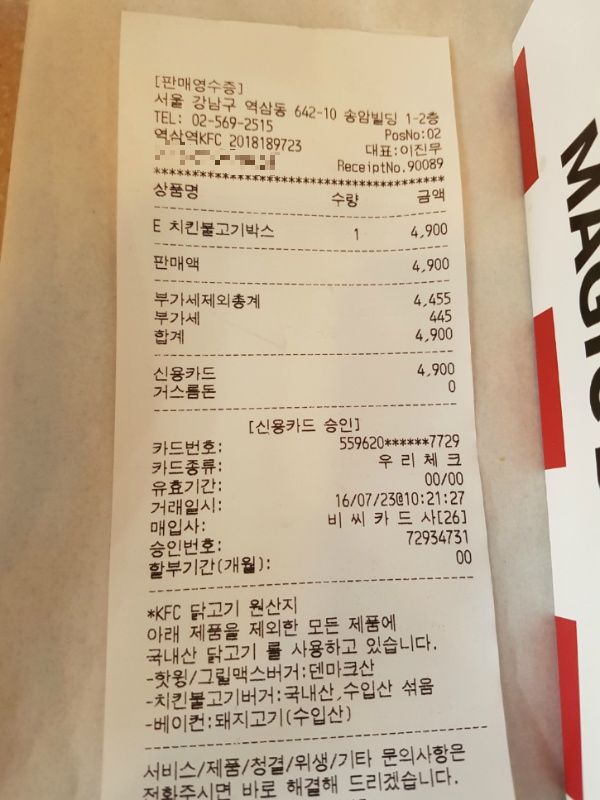 [판매영수증]
서울 강남구 역삼동 642-10 송암빌딩 1-2층
TEL: 02-569-2515 PosNo:02
역삼역KFC 2018189723 대표:이진무
ReceiptNo.90089
****************************************
상품명 수량 금액
E 치킨불고기박스 1 4,900
판매액 4,900
부가세제외총계 4,455
부가세 445
합계 4,900
신용카드 4,900
거스름돈 0
[신용카드 승인]
카드번호: 559620******7729
카드종류: 우리체크
유효기간: 00/00
거래일시: 16/07/23@10:21:27
매입사: 비씨카드사[26]
승인번호: 72934731
할부기간(개월): 00
*KFC 닭고기 원산지
아래 제품을 제외한 모든 제품에
국내산 닭고기 를 사용하고 있습니다.
-핫윙/그릴맥스버거:덴마크산
-치킨불고기버거:국내산,수입산 섞음
-베이컨:돼지고기(수입산)
서비스/제품/청결/위생/기타 문의사항은
전화주시면 바로 해결해 드리겠습니다.
MAGIC